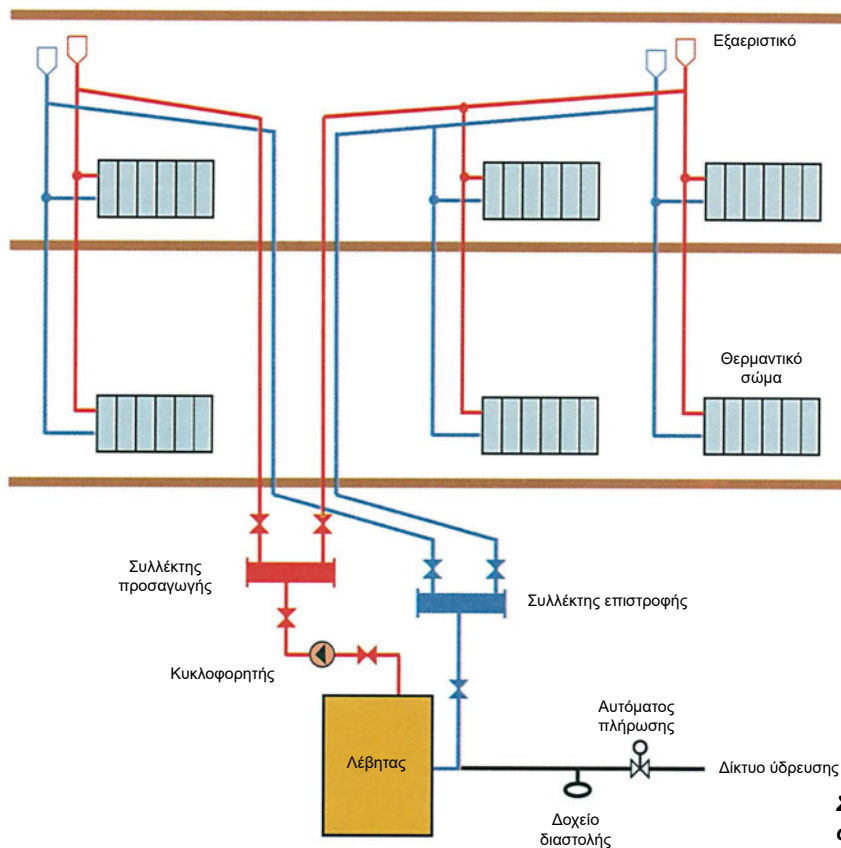 Εξαεριστικό
Θερμαντικό
σώμα
Συλλέκτης
προσαγωγής
Συλλέκτης επιστροφής
Κυκλοφορητής
Αυτόματος
πλήρωσης
Λέβητας
Δίκτυο ύδρευσης
Δοχείο
διαστολής